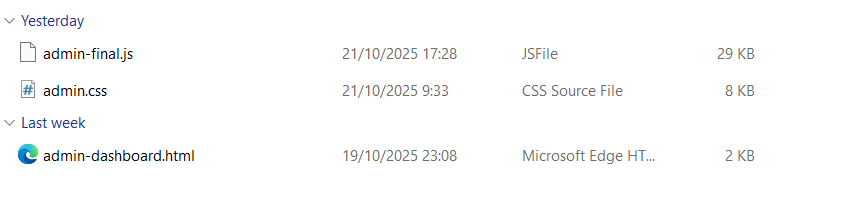 Yesterday
admin-final.js 21/10/2025 17:28 JSFile 29 KB
admin.css 21/10/2025 9:33 CSS Source File 8 KB
Last week
admin-dashboard.html 19/10/2025 23:08 Microsoft Edge HT... 2 KB